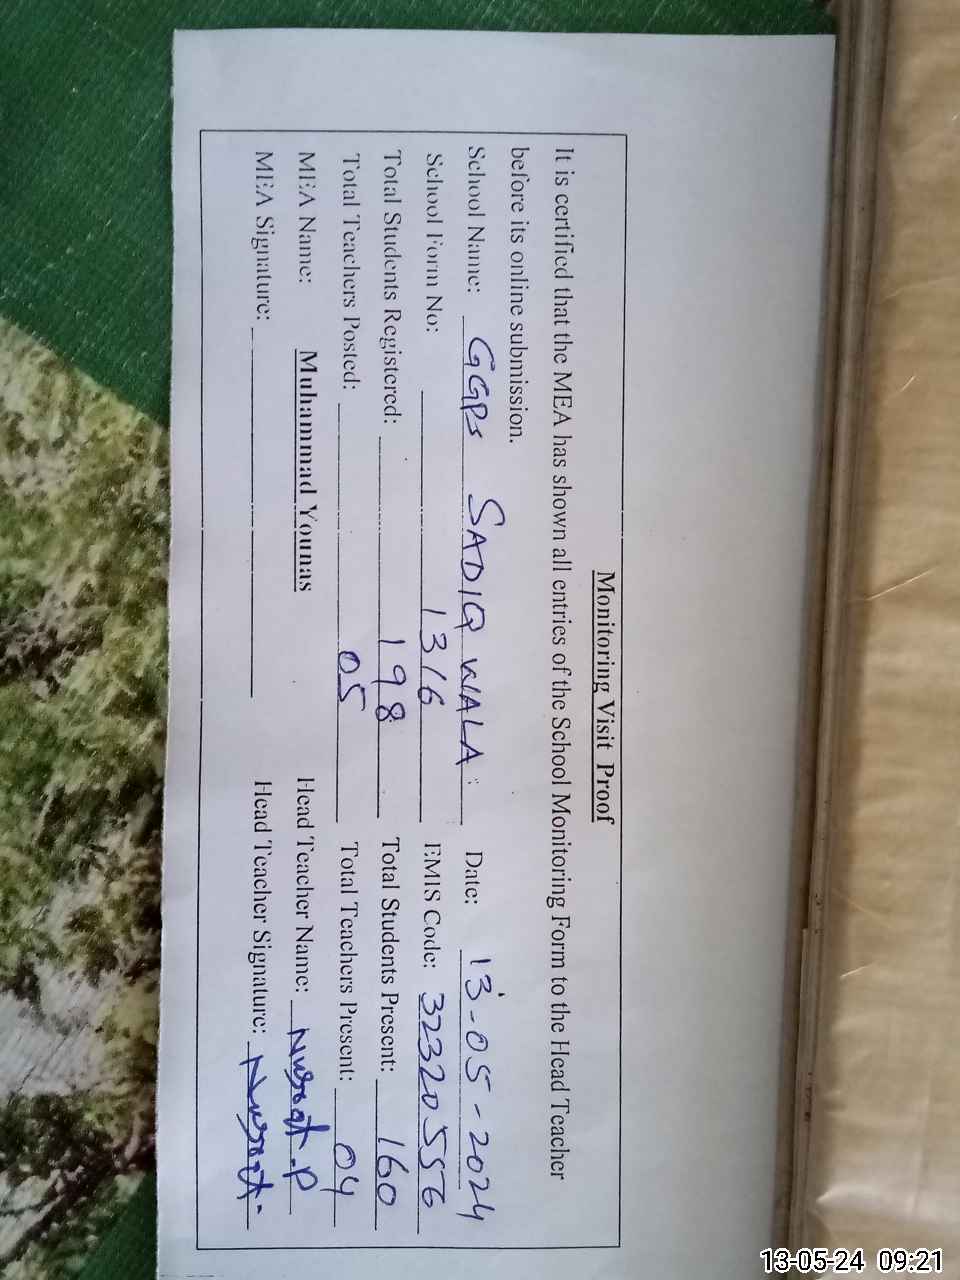 Monitoring Visit Proof
It is certified that the MEA has shown all entries of the School Monitoring Form to the Head Teacher
before its online submission.
School Name: GGPS SADIQ WALA Date: 13-05-2024
School Form No: 1316 EMIS Code: 32320556
Total Students Registered: 198 Total Students Present: 160
Total Teachers Posted: 05 Total Teachers Present: 04
MEA Name: Muhammad Younas Head Teacher Name: Nusrat.P
MEA Signature: Head Teacher Signature: Nusrat.
13-05-24 09:21